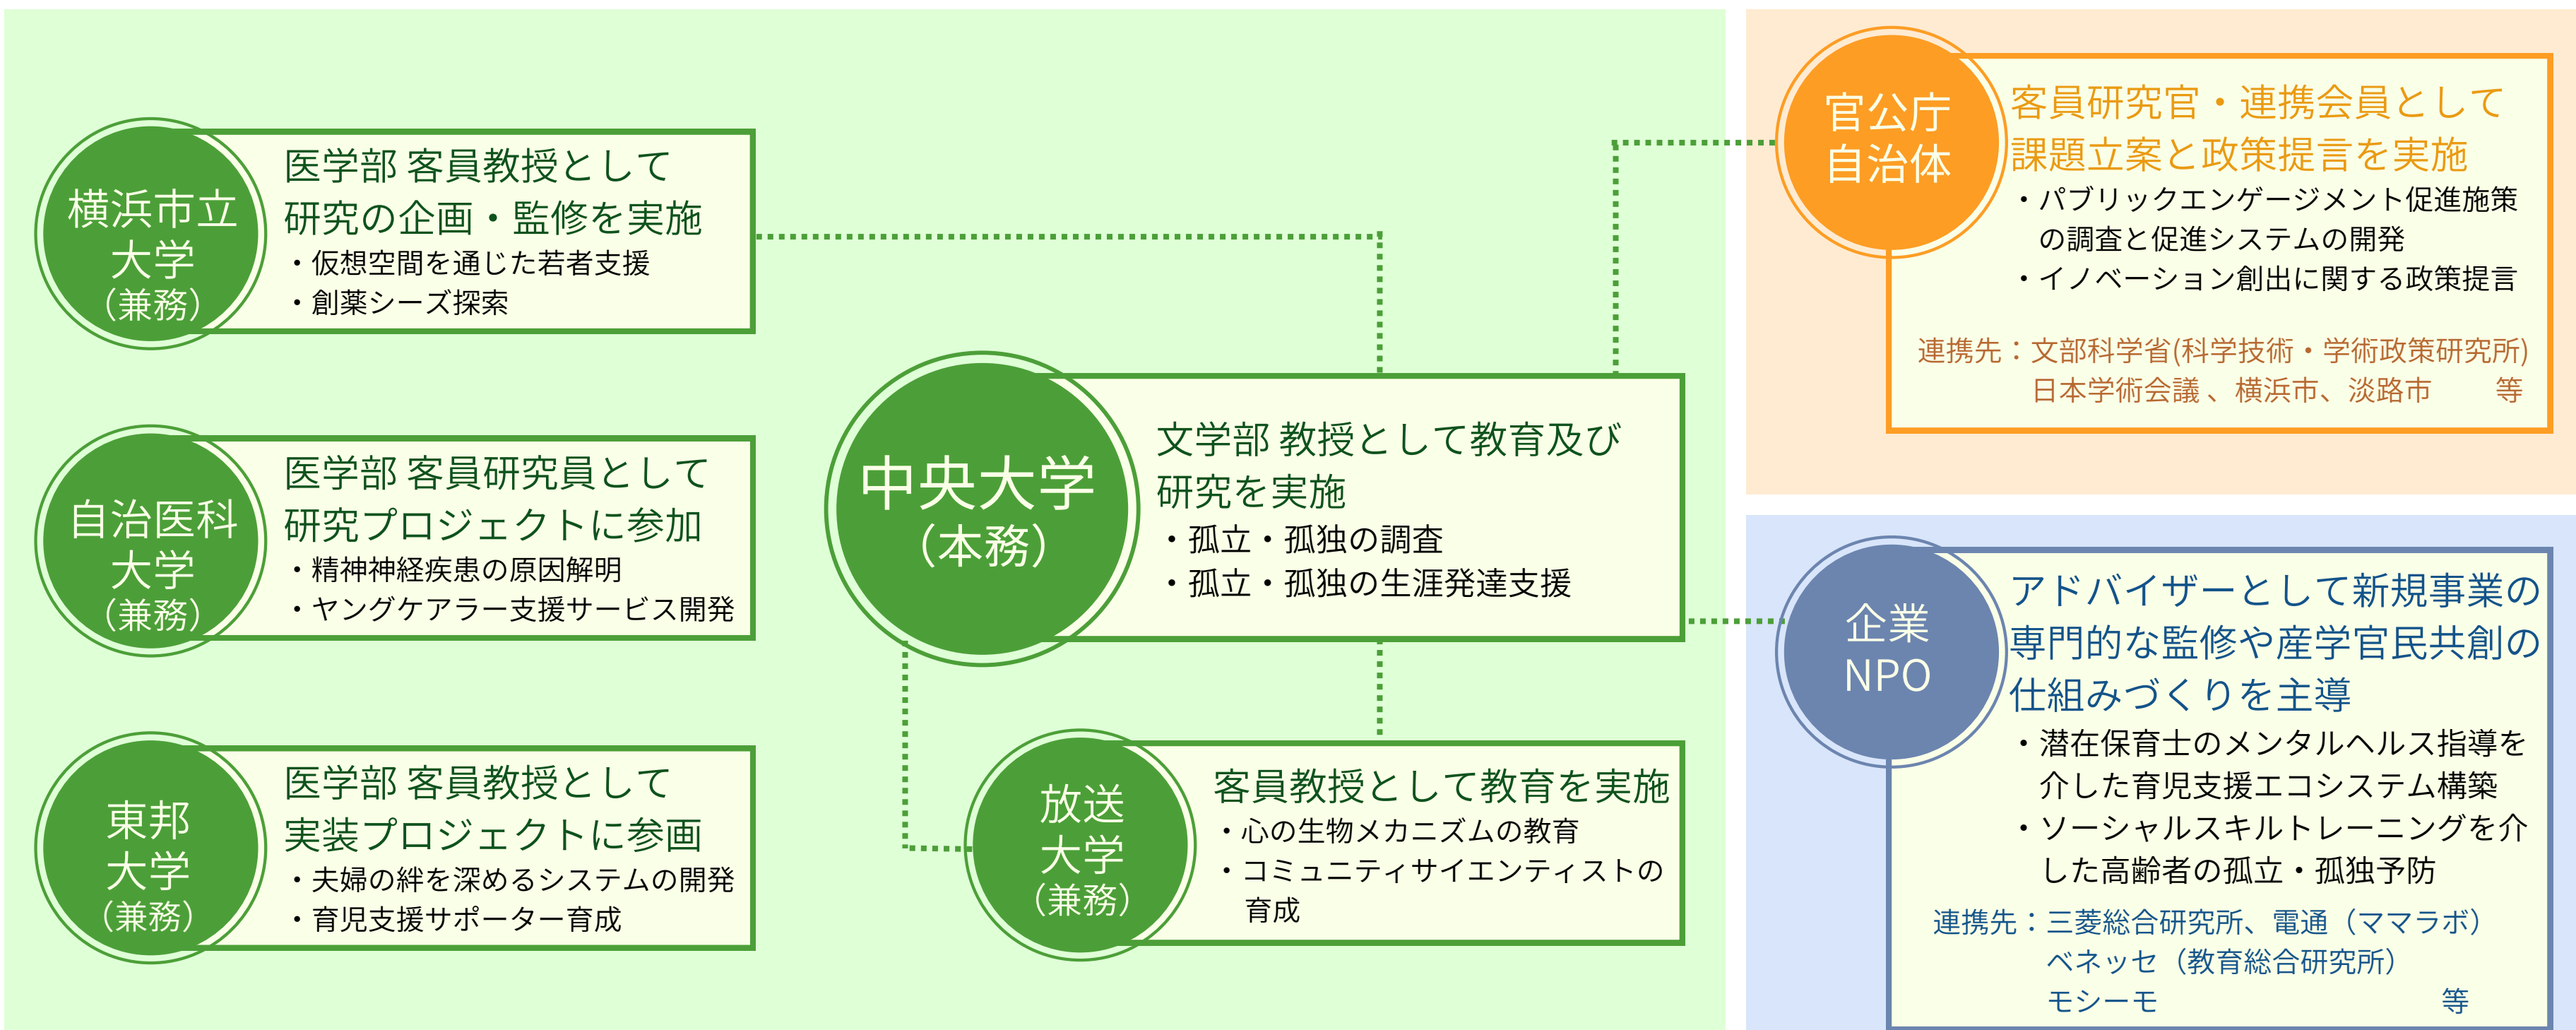 横浜市立
大学
（兼務）
医学部 客員教授として
研究の企画・監修を実施
・仮想空間を通じた若者支援
・創薬シーズ探索
自治医科
大学
（兼務）
医学部 客員研究員として
研究プロジェクトに参加
・精神神経疾患の原因解明
・ヤングケアラー支援サービス開発
東邦
大学
（兼務）
医学部 客員教授として
実装プロジェクトに参画
・夫婦の絆を深めるシステムの開発
・育児支援サポーター育成
中央大学
（本務）
文学部 教授として教育及び
研究を実施
・孤立・孤独の調査
・孤立・孤独の生涯発達支援
放送
大学
（兼務）
客員教授として教育を実施
・心の生物メカニズムの教育
・コミュニティサイエンティストの
育成
官公庁
自治体
客員研究官・連携会員として
課題立案と政策提言を実施
・パブリックエンゲージメント促進施策
の調査と促進システムの開発
・イノベーション創出に関する政策提言
連携先：文部科学省(科学技術・学術政策研究所)
日本学術会議 、横浜市、淡路市 等
企業
NPO
アドバイザーとして新規事業の
専門的な監修や産学官民共創の
仕組みづくりを主導
・潜在保育士のメンタルヘルス指導を
介した育児支援エコシステム構築
・ソーシャルスキルトレーニングを介
した高齢者の孤立・孤独予防
連携先：三菱総合研究所、電通（ママラボ）
ベネッセ（教育総合研究所）
モシーモ 等